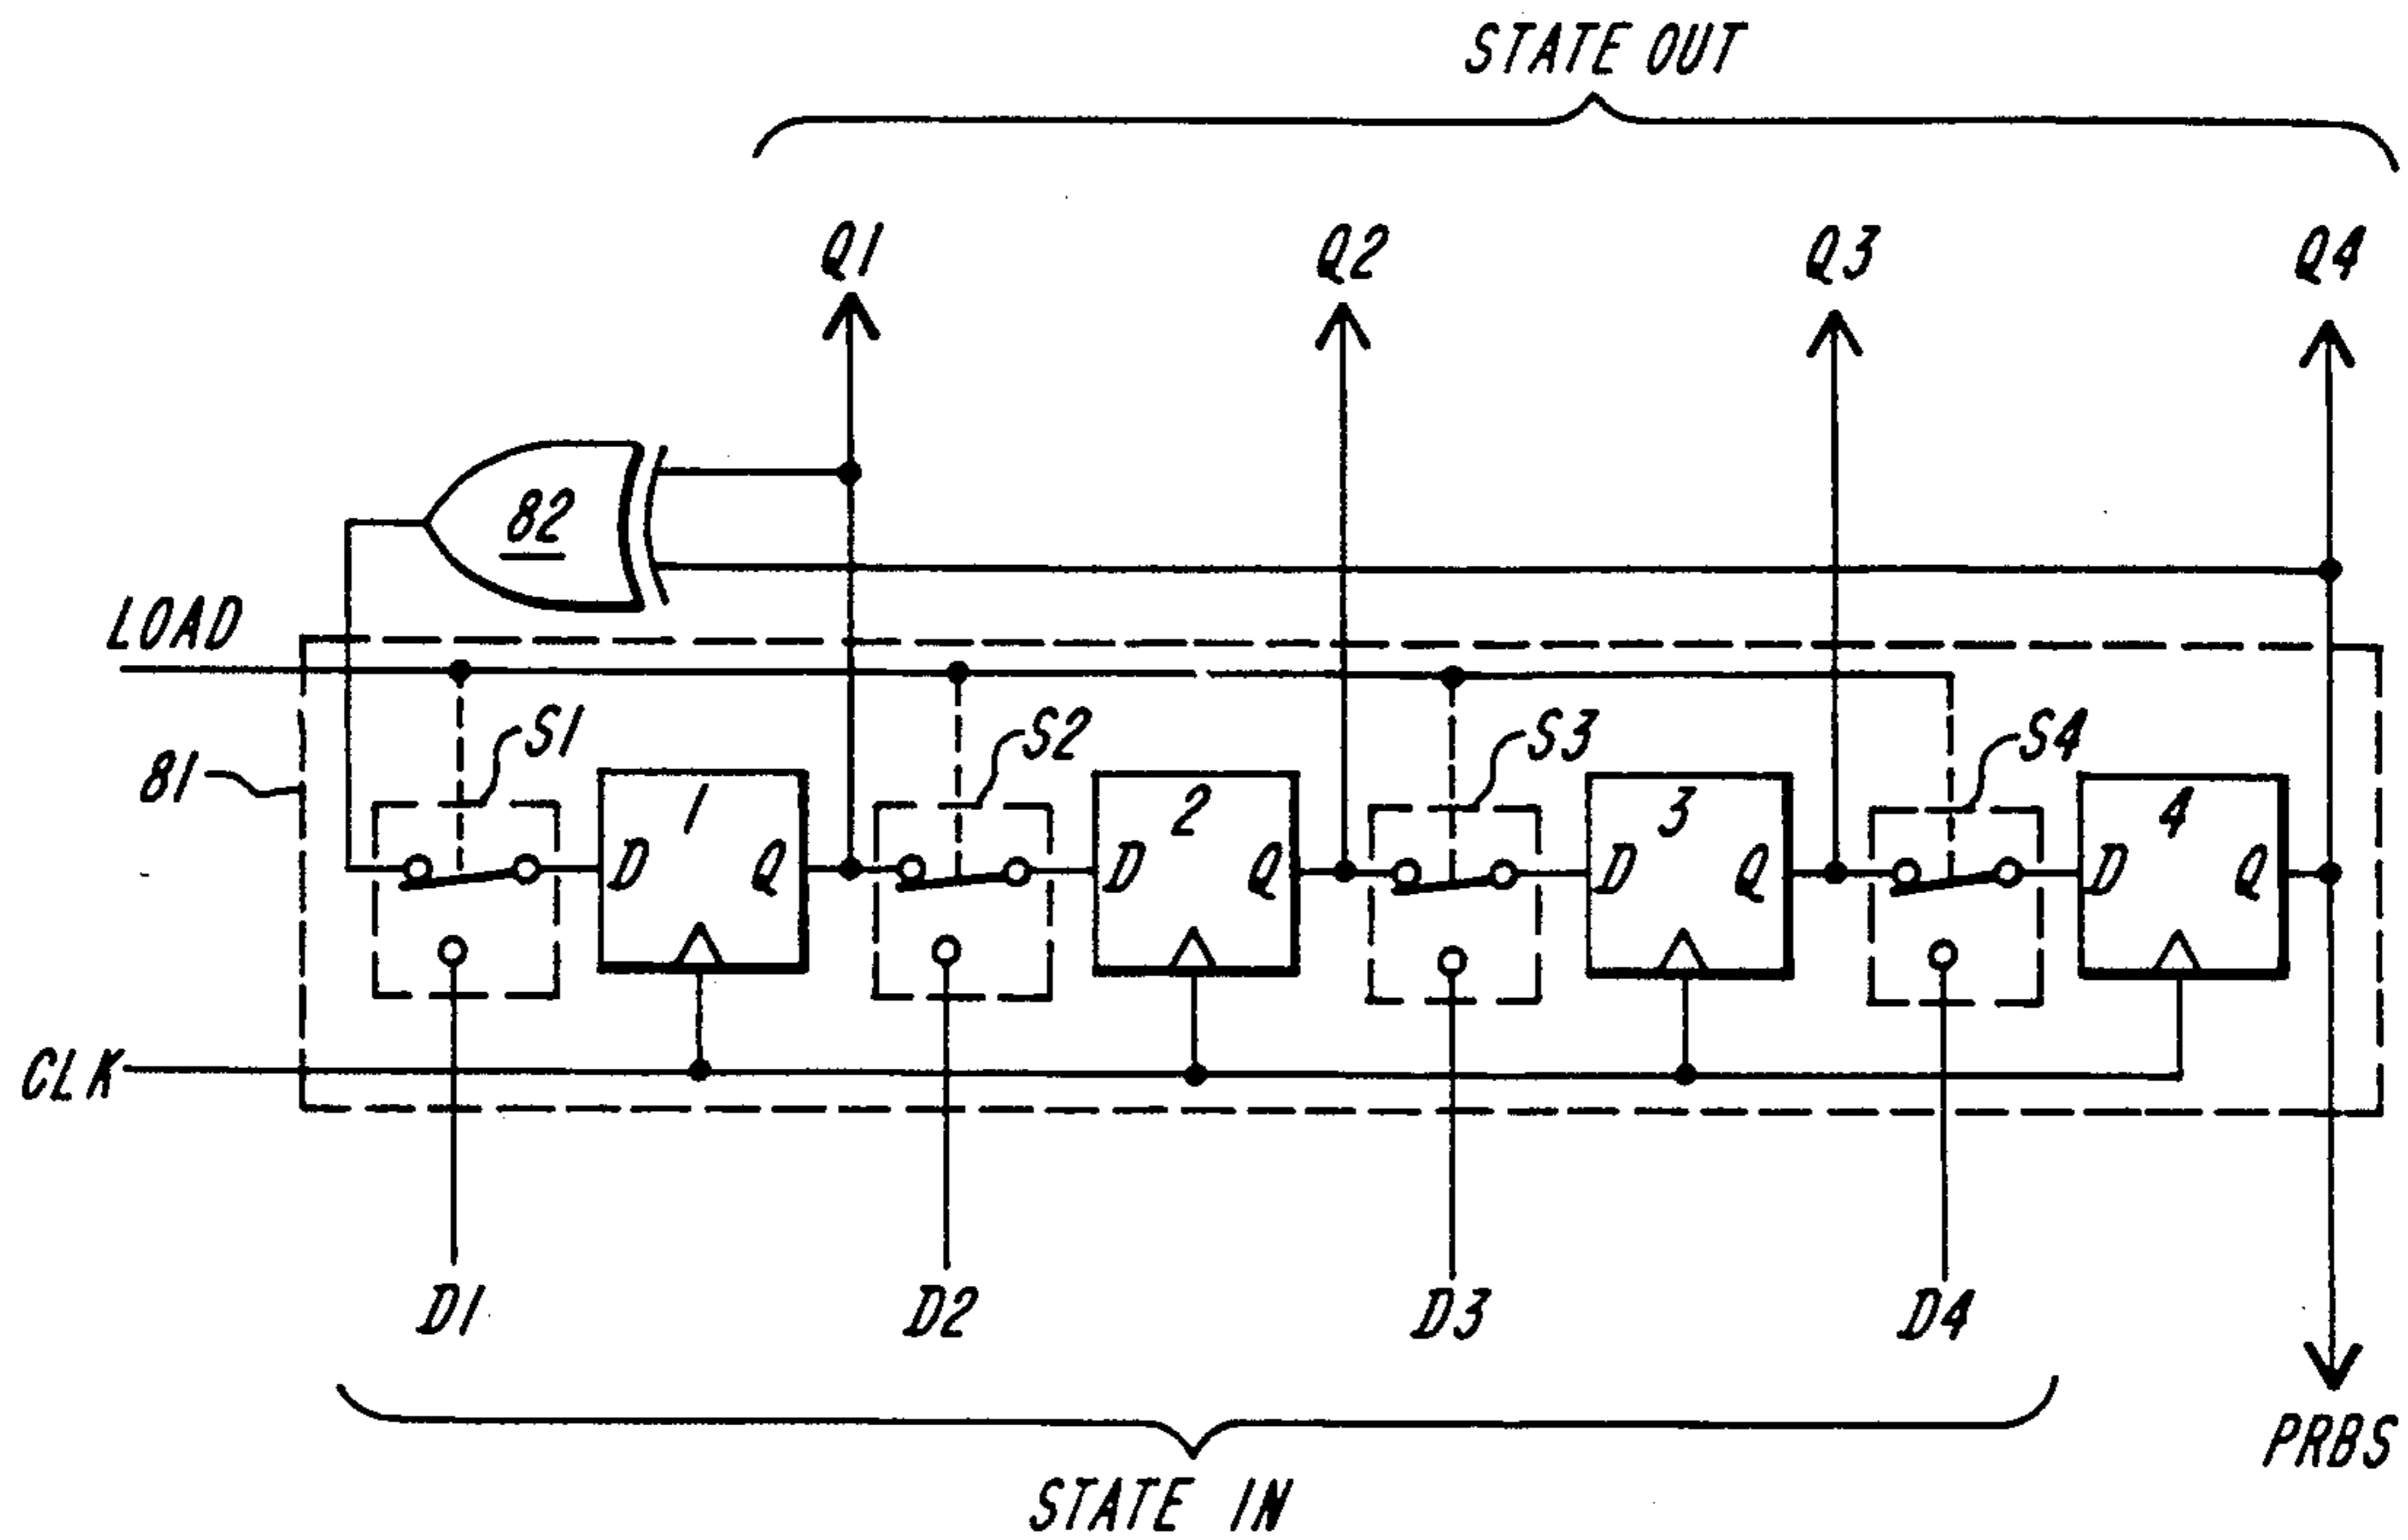 STATE OUT
Q1 Q2 Q3 Q4
82
LOAD
81
S1 S2 S3 S4
1 2 3 4
D Q D Q D Q D Q
CLK
D1 D2 D3 D4
PRBS
STATE IN